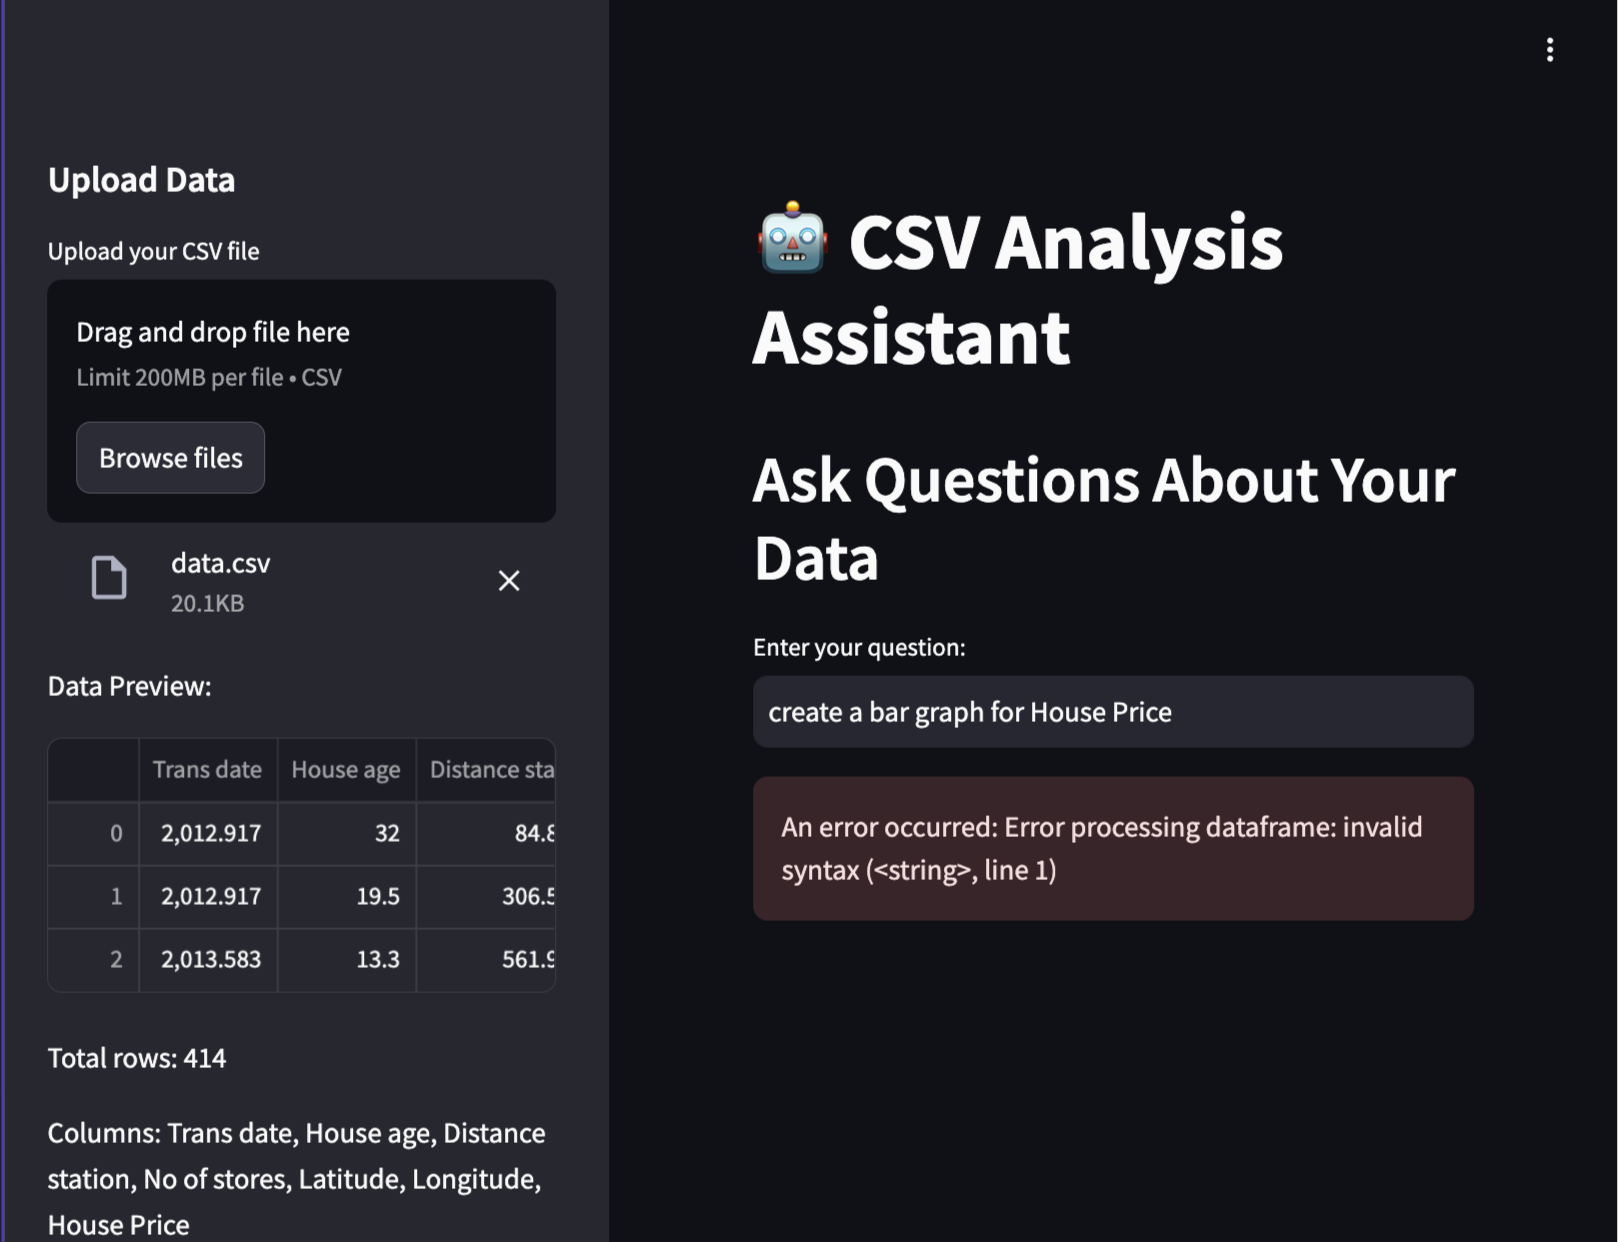 Upload Data
Upload your CSV file
Drag and drop file here
Limit 200MB per file • CSV
Browse files
data.csv
20.1KB
Data Preview:
Trans date House age Distance sta
0 2,012.917 32 84.8
1 2,012.917 19.5 306.5
2 2,013.583 13.3 561.9
Total rows: 414
Columns: Trans date, House age, Distance
station, No of stores, Latitude, Longitude,
House Price
CSV Analysis
Assistant
Ask Questions About Your
Data
Enter your question:
create a bar graph for House Price
An error occurred: Error processing dataframe: invalid
syntax (<string>, line 1)